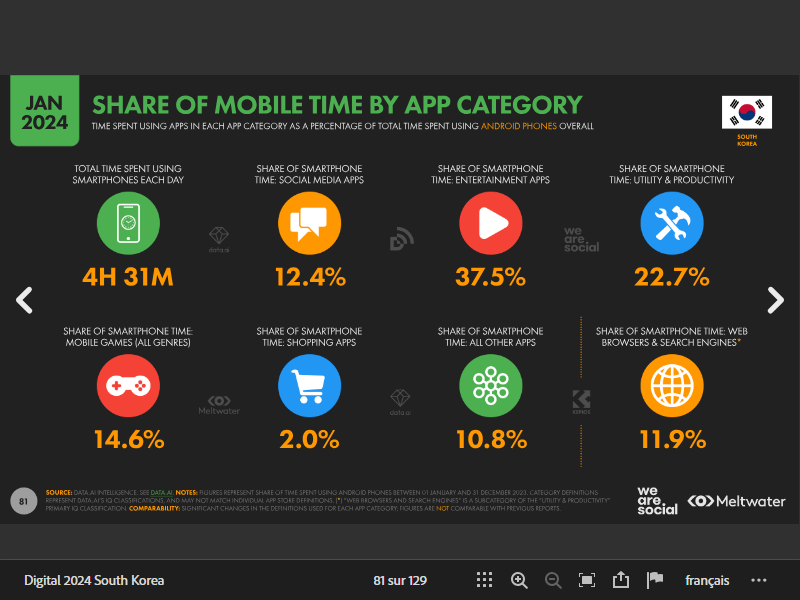 JAN
2024
SHARE OF MOBILE TIME BY APP CATEGORY
TIME SPENT USING APPS IN EACH APP CATEGORY AS A PERCENTAGE OF TOTAL TIME SPENT USING ANDROID PHONES OVERALL
SOUTH
KOREA
TOTAL TIME SPENT USING
SMARTPHONES EACH DAY
4H 31M
SHARE OF SMARTPHONE
TIME: SOCIAL MEDIA APPS
12.4%
SHARE OF SMARTPHONE
TIME: ENTERTAINMENT APPS
37.5%
SHARE OF SMARTPHONE
TIME: UTILITY & PRODUCTIVITY
22.7%
data.ai
we
are.
social
SHARE OF SMARTPHONE TIME:
MOBILE GAMES (ALL GENRES)
14.6%
SHARE OF SMARTPHONE
TIME: SHOPPING APPS
2.0%
SHARE OF SMARTPHONE
TIME: ALL OTHER APPS
10.8%
SHARE OF SMARTPHONE TIME: WEB
BROWSERS & SEARCH ENGINES*
11.9%
Meltwater
data.ai
KEPIOS
81
SOURCE: DATA.AI INTELLIGENCE. SEE DATA.AI. NOTES: FIGURES REPRESENT SHARE OF TIME SPENT USING ANDROID PHONES BETWEEN 01 JANUARY AND 31 DECEMBER 2023. CATEGORY DEFINITIONS
REPRESENT DATA.AI'S IQ CLASSIFICATIONS, AND MAY NOT MATCH INDIVIDUAL APP STORE DEFINITIONS. (*) "WEB BROWSERS AND SEARCH ENGINES" IS A SUBCATEGORY OF THE "UTILITY & PRODUCTIVITY"
PRIMARY IQ CLASSIFICATION. COMPARABILITY: SIGNIFICANT CHANGES IN THE DEFINITIONS USED FOR EACH APP CATEGORY; FIGURES ARE NOT COMPARABLE WITH PREVIOUS REPORTS.
we
are.
social
Meltwater
Digital 2024 South Korea
81 sur 129
français